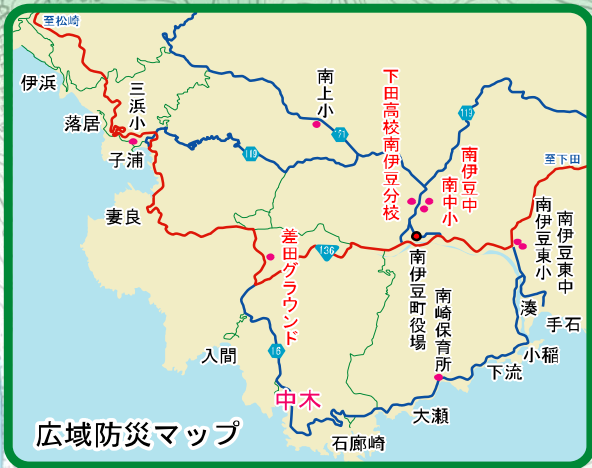 至松崎
伊浜
落居
三浜小
子浦
妻良
南上小
121
119
119
下田高校南伊豆分校
南伊豆中
南中小
至下田
南伊豆東中
南伊豆東小
差田グラウンド
136
南伊豆町役場
南崎保育所
湊
手石
小稲
下流
大瀬
入間
16
中木
石廊崎
広域防災マップ